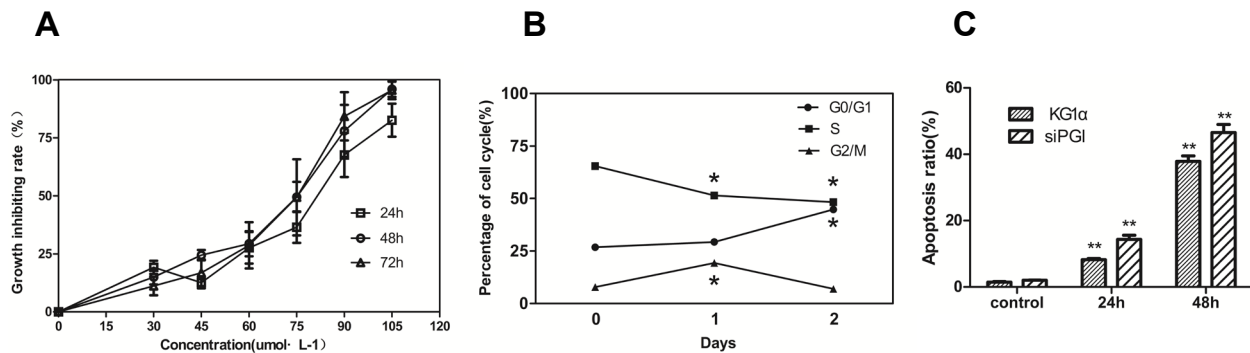 A
Growth inhibiting rate (%)
100
75
50
25
0
24h
48h
72h
0
15
30
45
60
75
90
105
120
Concentration(umol· L-1)
B
Percentage of cell cycle(%)
100
75
50
25
0
G0/G1
S
G2/M
*
*
*
*
0
1
2
Days
C
Apoptosis ratio(%)
60
40
20
0
KG1α
siPGI
**
**
**
**
control
24h
48h